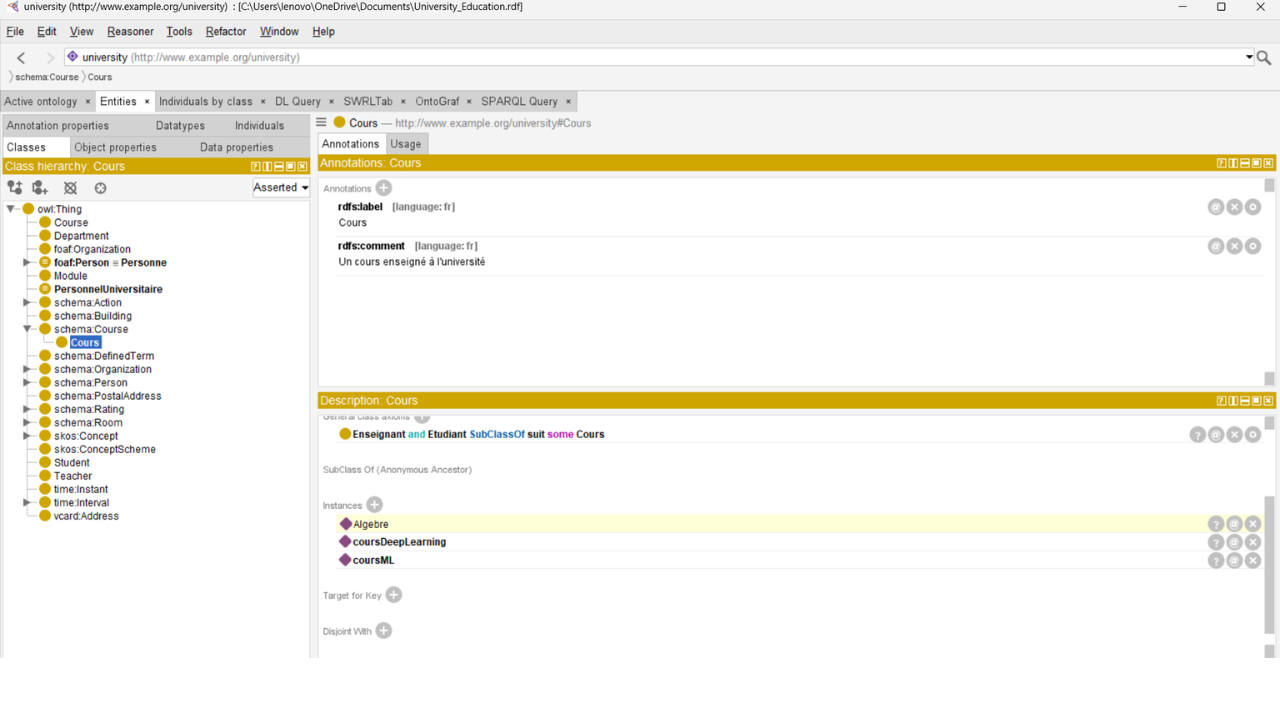 university (http://www.example.org/university) : [C:\Users\lenovo\OneDrive\Documents\University_Education.rdf]
File Edit View Reasoner Tools Refactor Window Help
university (http://www.example.org/university)
schema:Course Cours
Active ontology × Entities × Individuals by class × DL Query × SWRLTab × OntoGraf × SPARQL Query ×
Annotation properties Datatypes Individuals
Classes Object properties Data properties
Class hierarchy: Cours
Asserted
owl:Thing
Course
Department
foaf:Organization
foaf:Person ≡ Personne
Module
PersonnelUniversitaire
schema:Action
schema:Building
schema:Course
Cours
schema:DefinedTerm
schema:Organization
schema:Person
schema:PostalAddress
schema:Rating
schema:Room
skos:Concept
skos:ConceptScheme
Student
Teacher
time:Instant
time:Interval
vcard:Address
Cours — http://www.example.org/university#Cours
Annotations Usage
Annotations: Cours
Annotations
rdfs:label [language: fr]
Cours
rdfs:comment [language: fr]
Un cours enseigné à l'université
Description: Cours
General class axioms
Enseignant and Etudiant SubClassOf suit some Cours
SubClass Of (Anonymous Ancestor)
Instances
Algebre
coursDeepLearning
coursML
Target for Key
Disjoint With